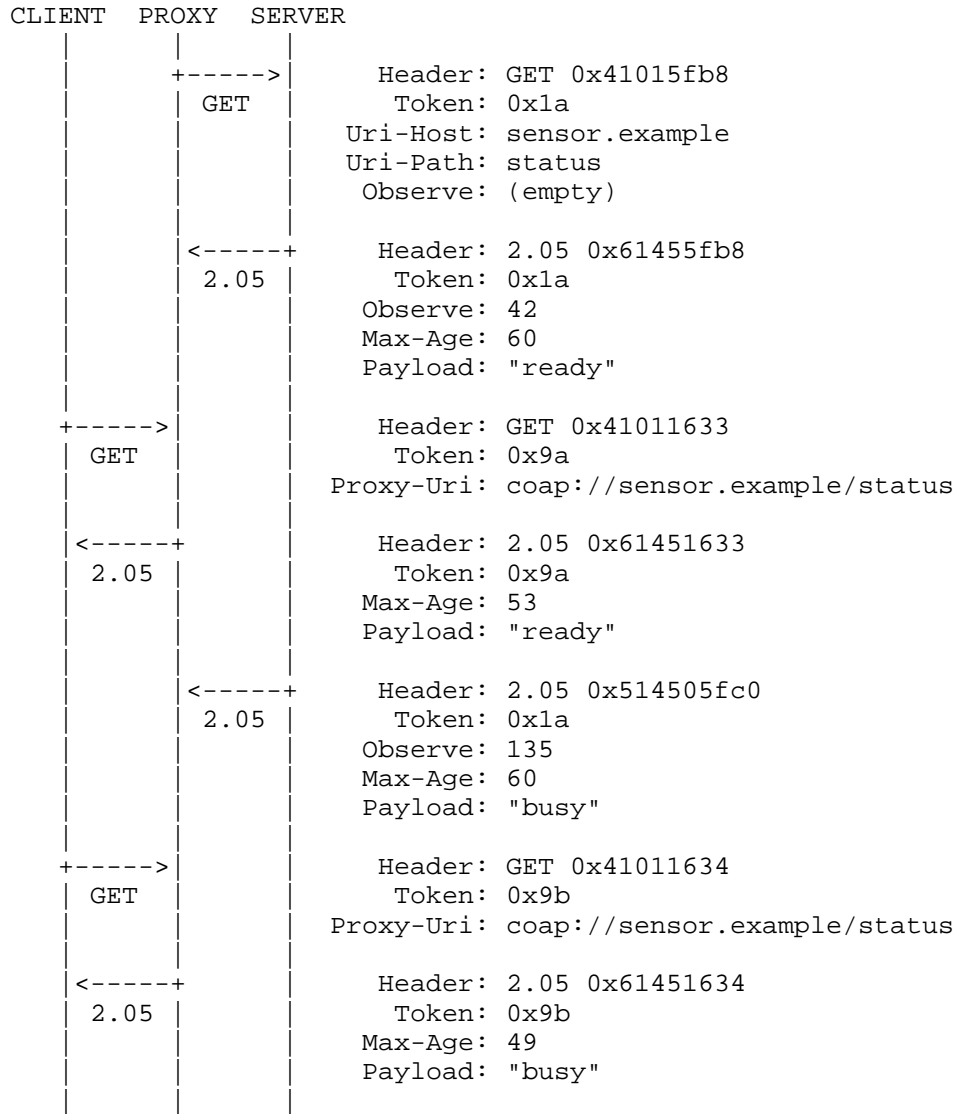 CLIENT PROXY SERVER
Header: GET 0x41015fb8
GET Token: 0x1a
Uri-Host: sensor.example
Uri-Path: status
Observe: (empty)
Header: 2.05 0x61455fb8
2.05 Token: 0x1a
Observe: 42
Max-Age: 60
Payload: "ready"
Header: GET 0x41011633
GET Token: 0x9a
Proxy-Uri: coap://sensor.example/status
Header: 2.05 0x61451633
2.05 Token: 0x9a
Max-Age: 53
Payload: "ready"
Header: 2.05 0x514505fc0
2.05 Token: 0x1a
Observe: 135
Max-Age: 60
Payload: "busy"
Header: GET 0x41011634
GET Token: 0x9b
Proxy-Uri: coap://sensor.example/status
Header: 2.05 0x61451634
2.05 Token: 0x9b
Max-Age: 49
Payload: "busy"